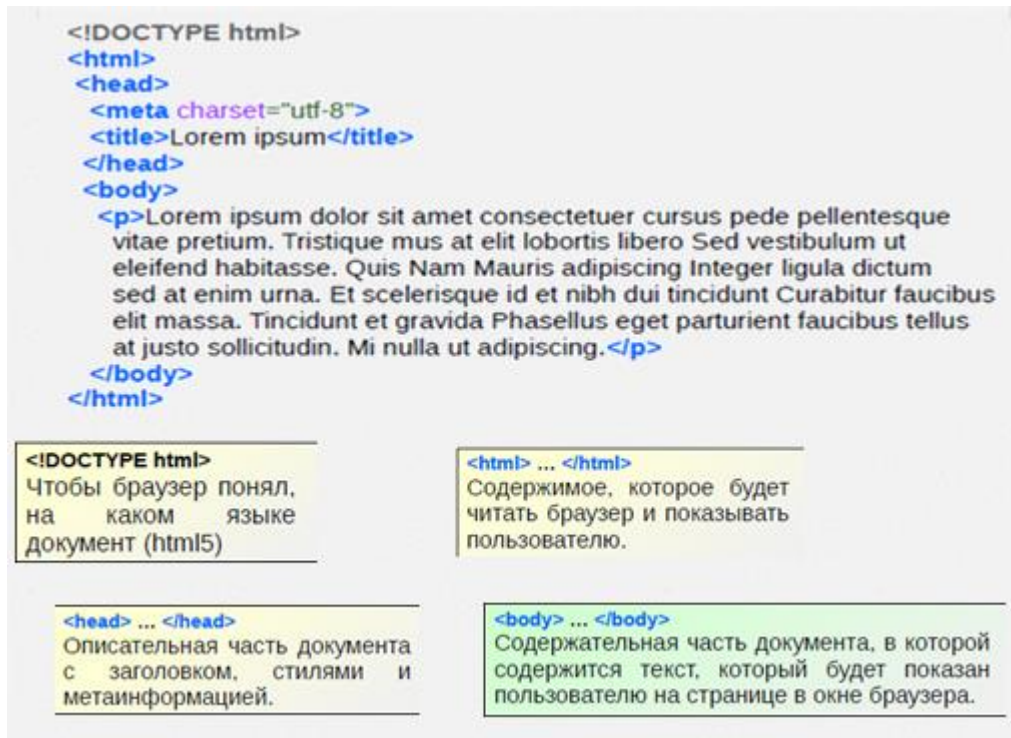 <!DOCTYPE html>
<html>
<head>
<meta charset="utf-8">
<title>Lorem ipsum</title>
</head>
<body>
<p>Lorem ipsum dolor sit amet consectetuer cursus pede pellentesque
vitae pretium. Tristique mus at elit lobortis libero Sed vestibulum ut
eleifend habitasse. Quis Nam Mauris adipiscing Integer ligula dictum
sed at enim urna. Et scelerisque id et nibh dui tincidunt Curabitur faucibus
elit massa. Tincidunt et gravida Phasellus eget parturient faucibus tellus
at justo sollicitudin. Mi nulla ut adipiscing.</p>
</body>
</html>
<!DOCTYPE html>
Чтобы браузер понял,
на каком языке
документ (html5)
<html> ... </html>
Содержимое, которое будет
читать браузер и показывать
пользователю.
<head> ... </head>
Описательная часть документа
с заголовком, стилями и
метаинформацией.
<body> ... </body>
Содержательная часть документа, в которой
содержится текст, который будет показан
пользователю на странице в окне браузера.